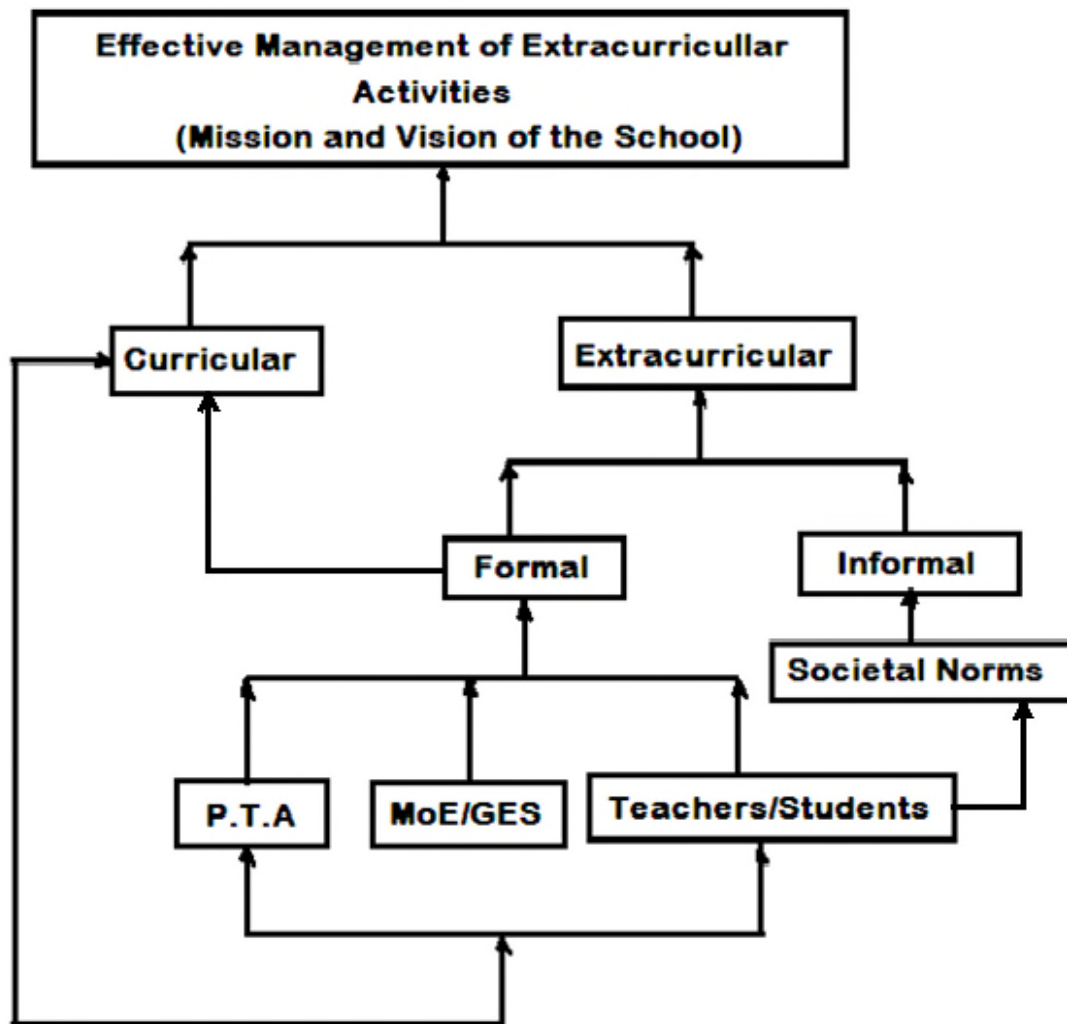 Effective Management of Extracurricullar
Activities
(Mission and Vision of the School)
Curricular
Extracurricular
Formal
Informal
Societal Norms
P.T.A
MoE/GES
Teachers/Students